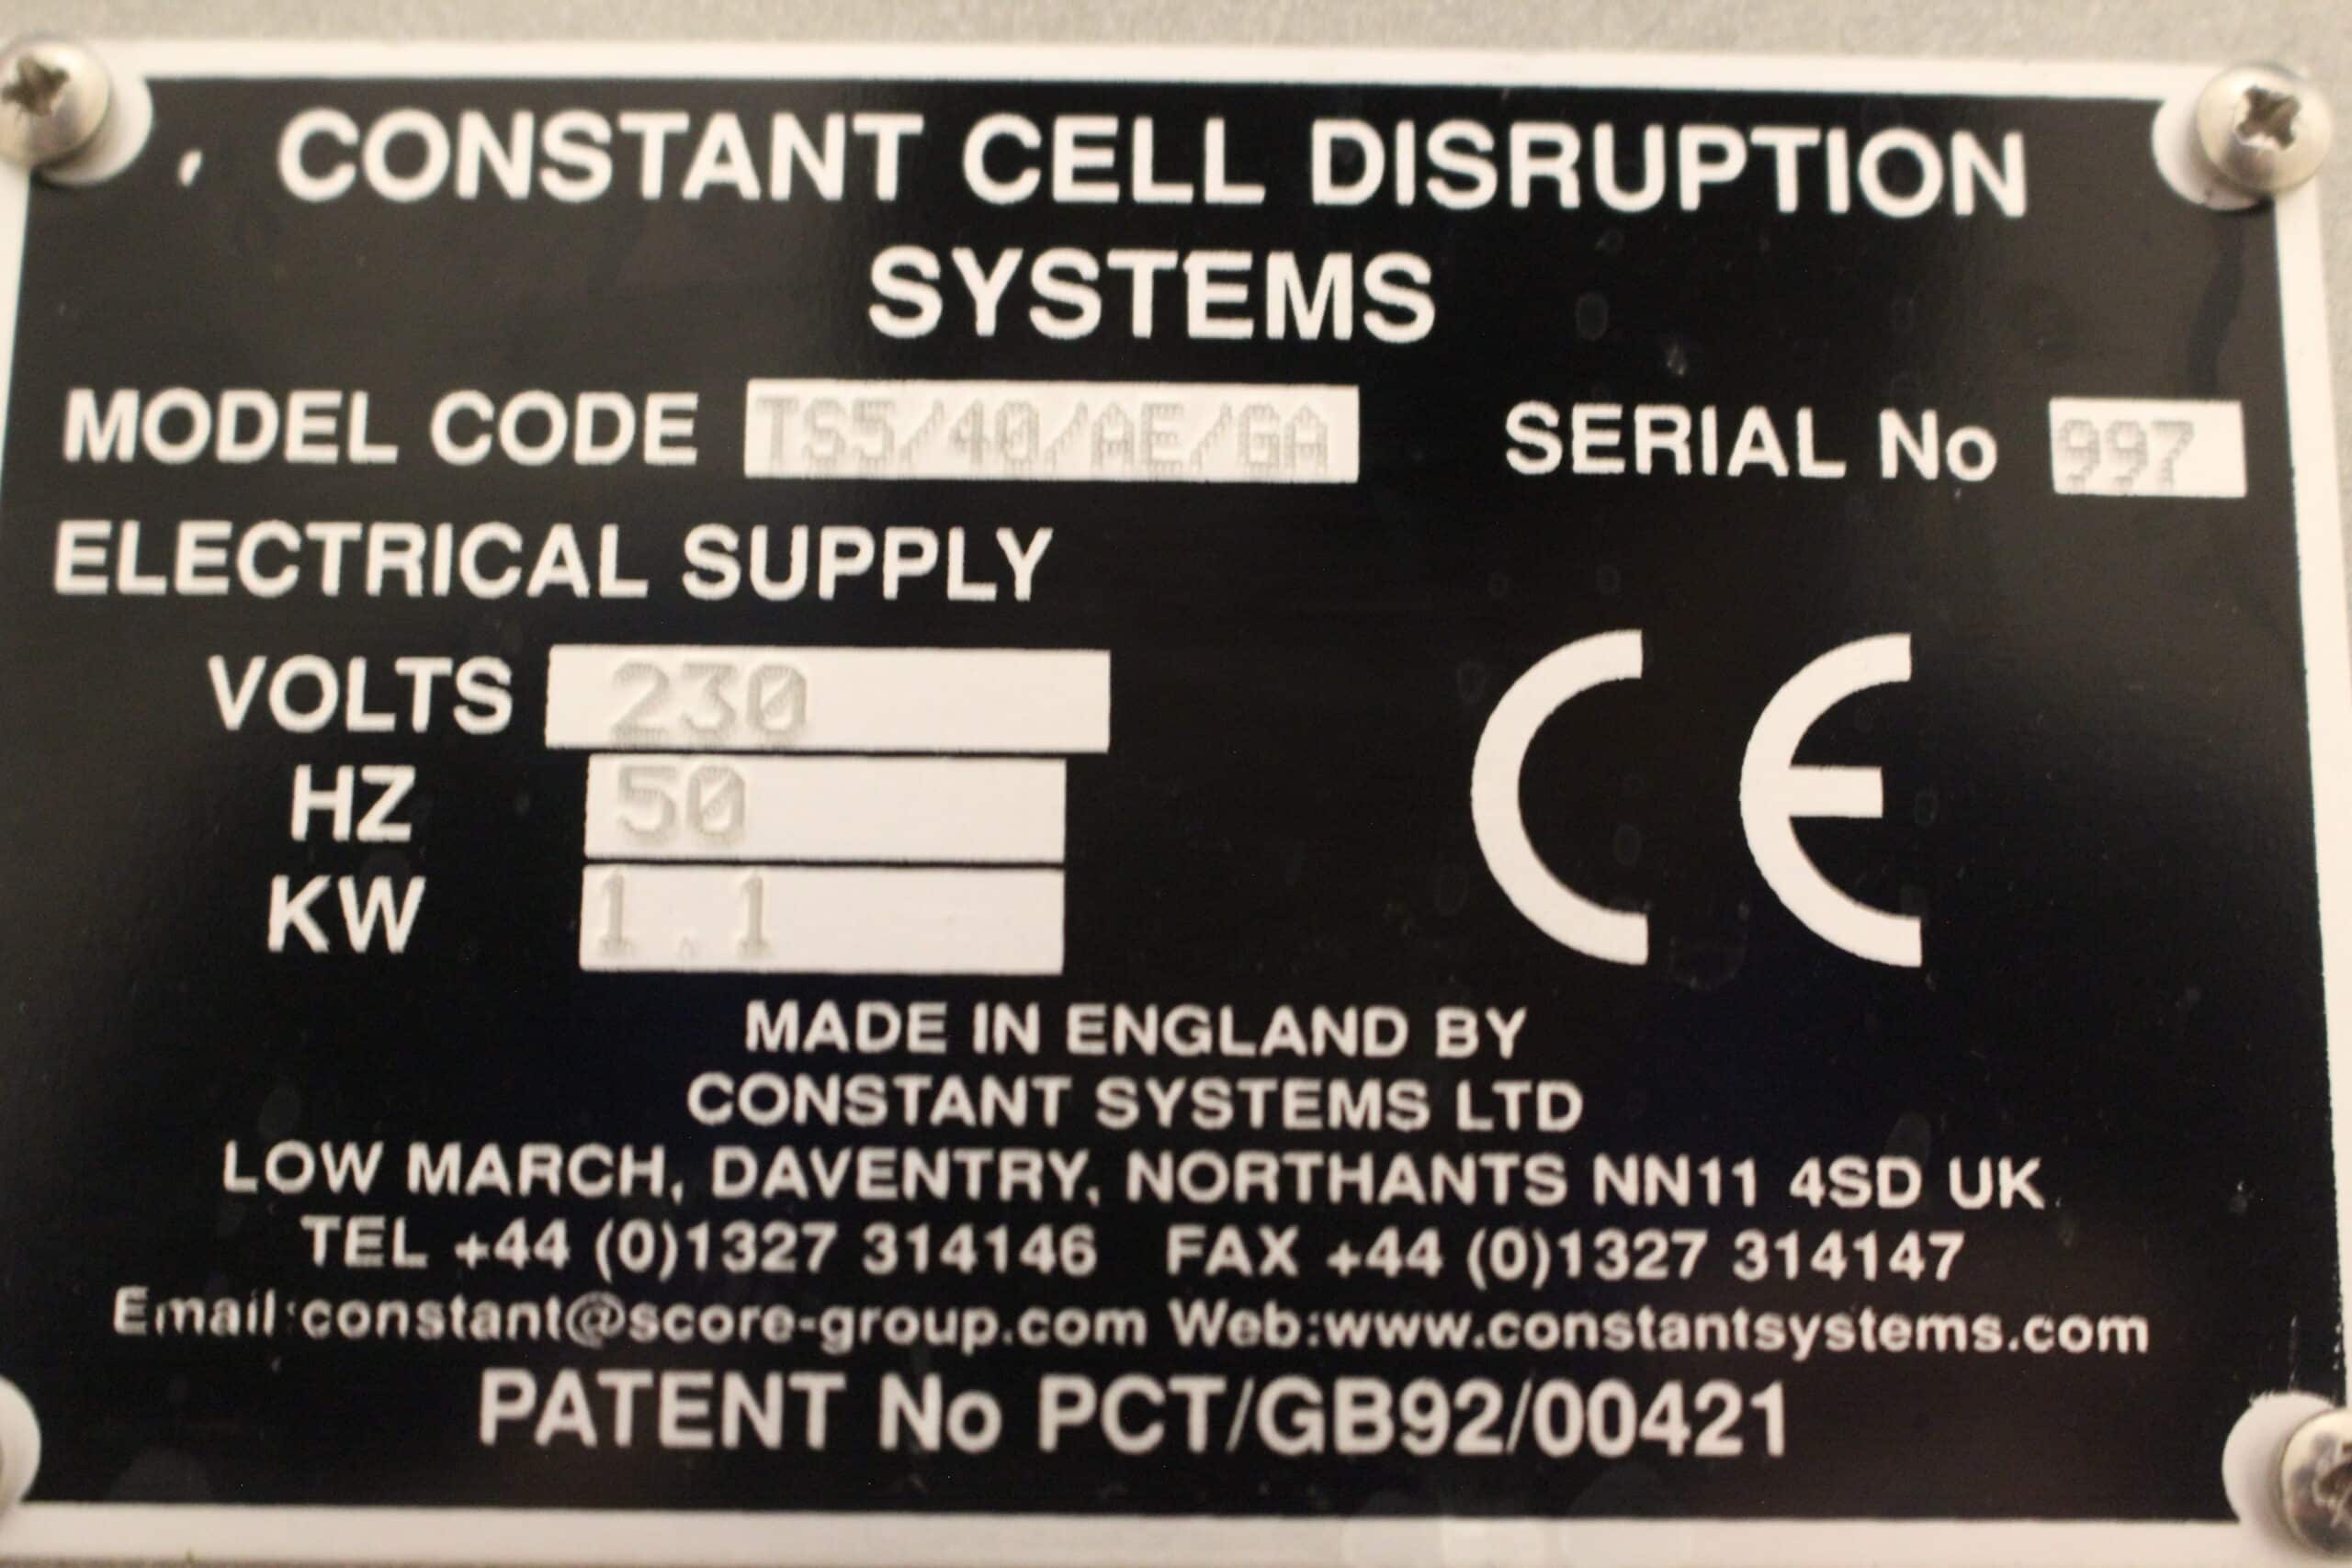 CONSTANT CELL DISRUPTION
SYSTEMS
MODEL CODE TS5/40/AE/GA SERIAL No 997
ELECTRICAL SUPPLY
VOLTS 230
HZ 50
KW 1.1
CE
MADE IN ENGLAND BY
CONSTANT SYSTEMS LTD
LOW MARCH, DAVENTRY, NORTHANTS NN11 4SD UK
TEL +44 (0)1327 314146 FAX +44 (0)1327 314147
Email:constant@score-group.com Web:www.constantsystems.com
PATENT No PCT/GB92/00421